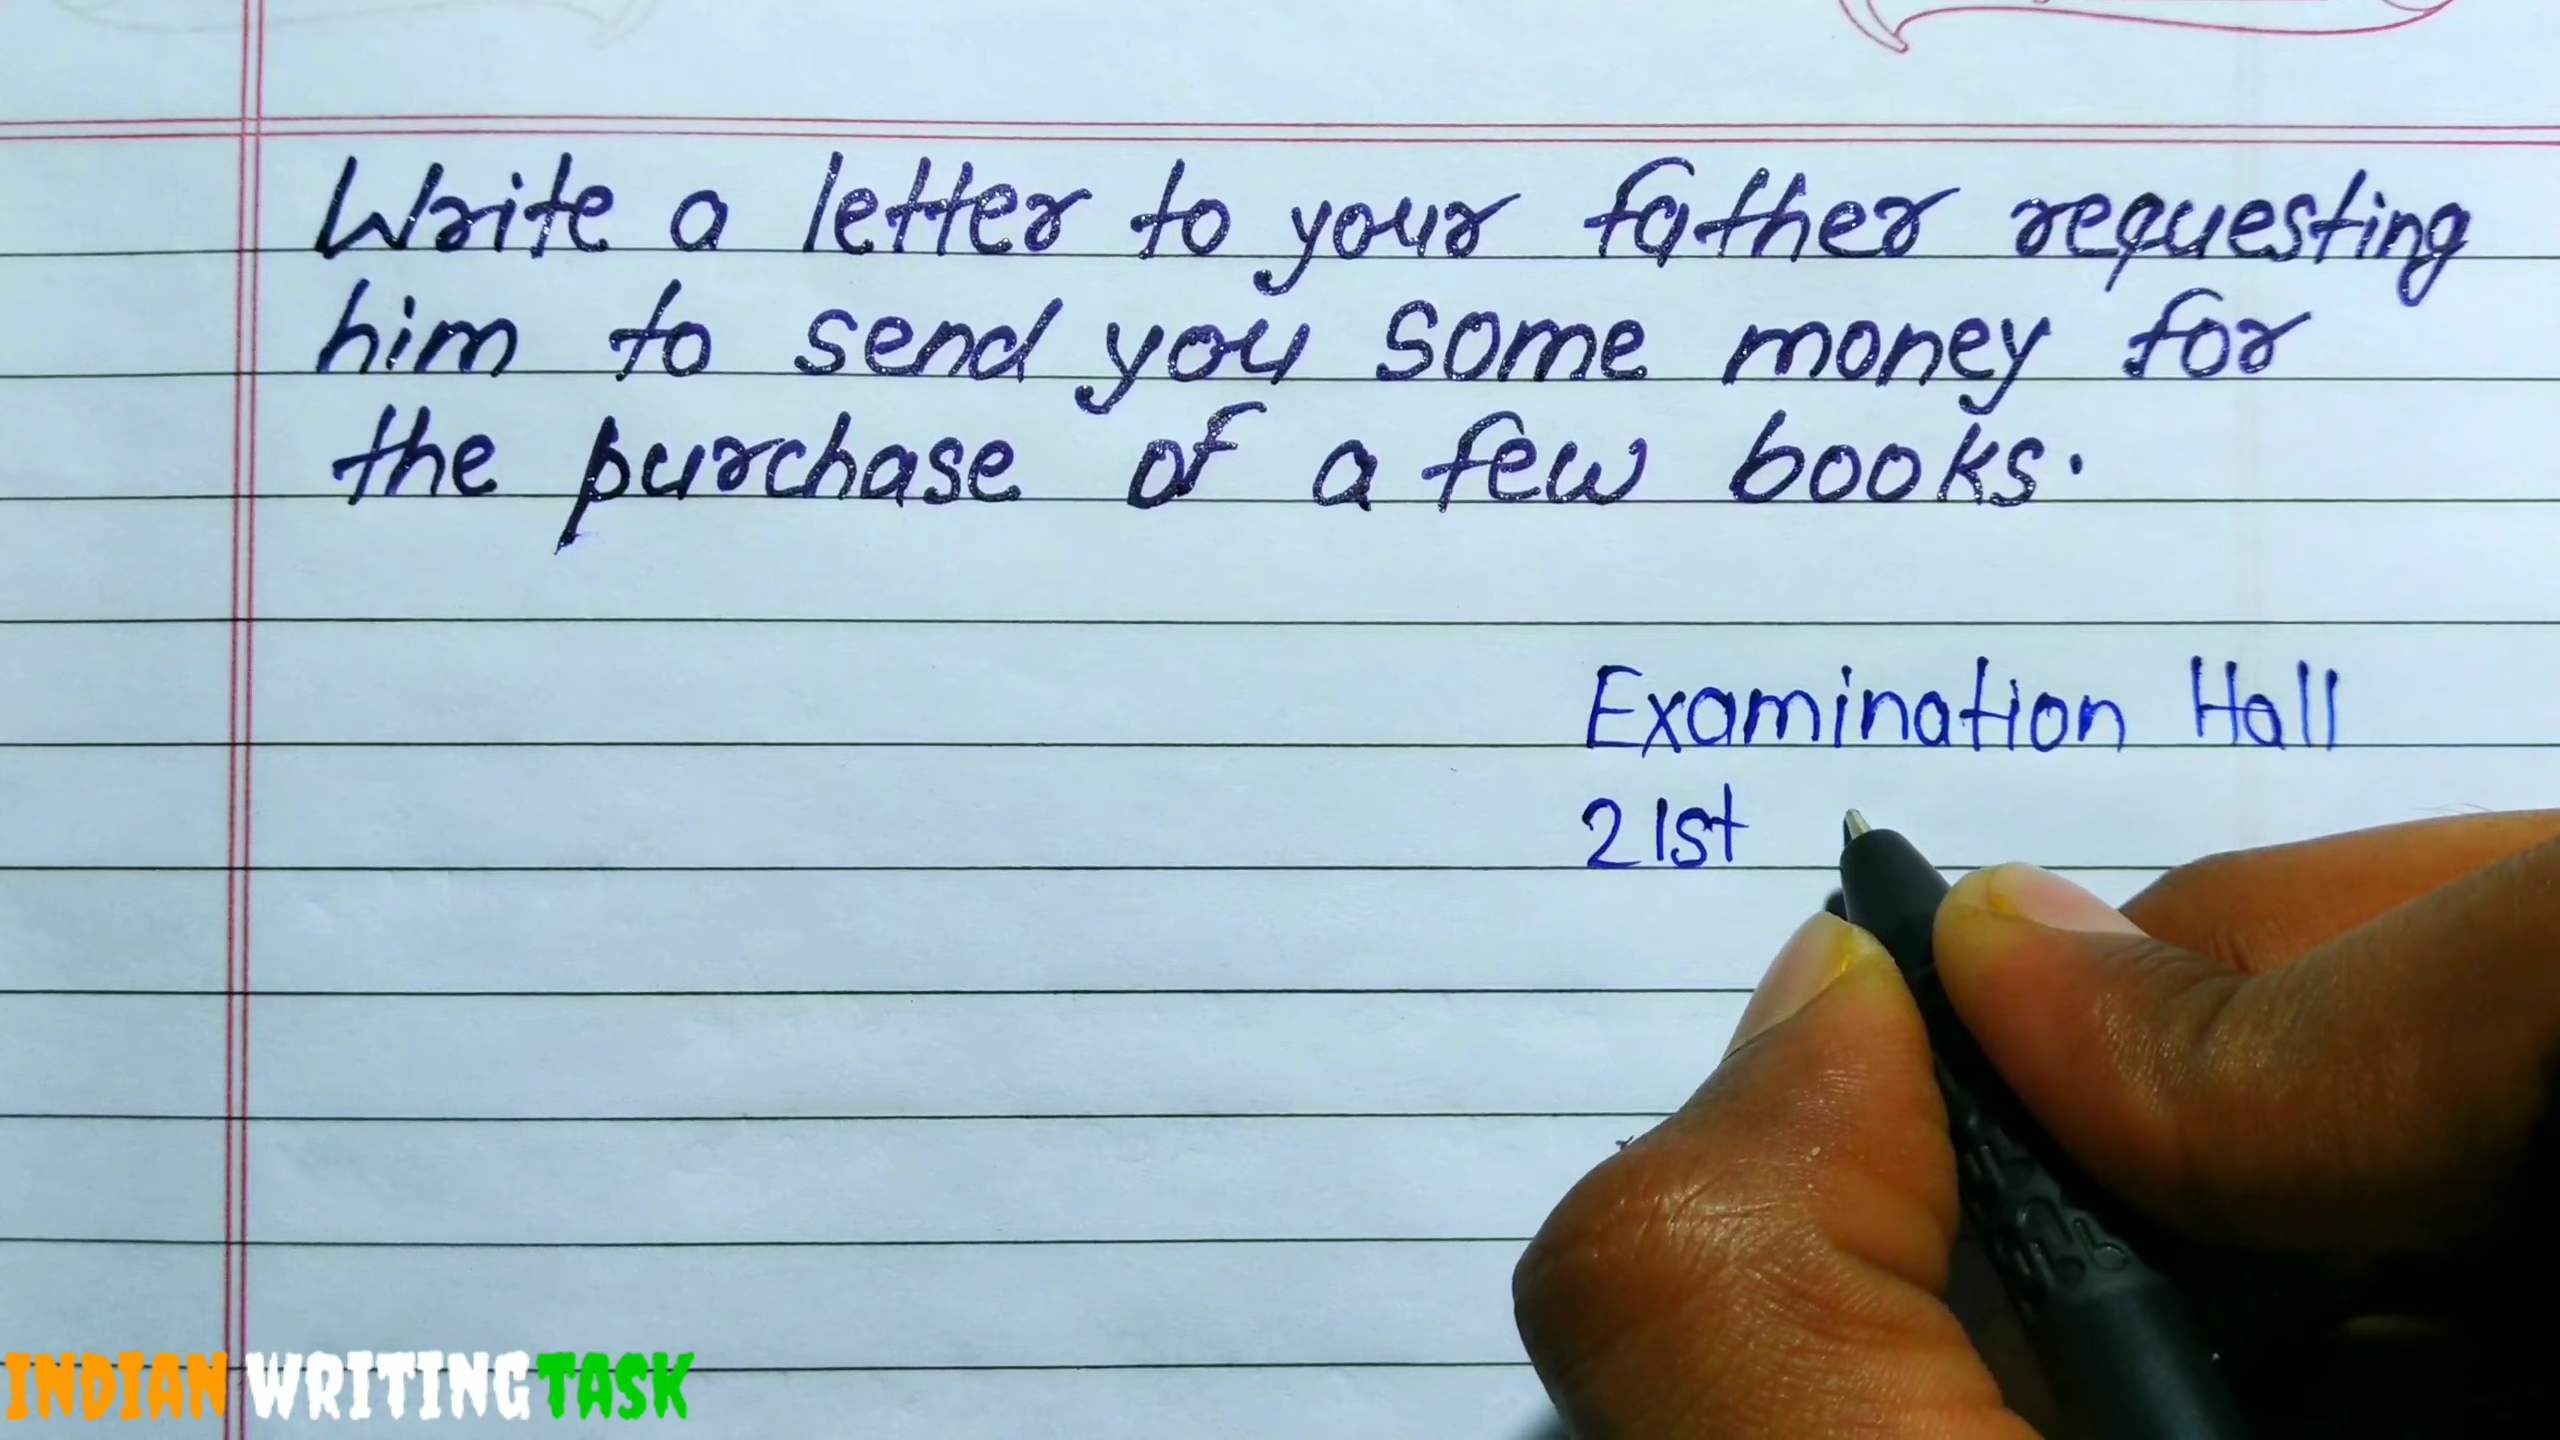 Write a letter to your father requesting
him to send you some money for
the purchase of a few books.
Examination Hall
21st
INDIAN WRITING TASK